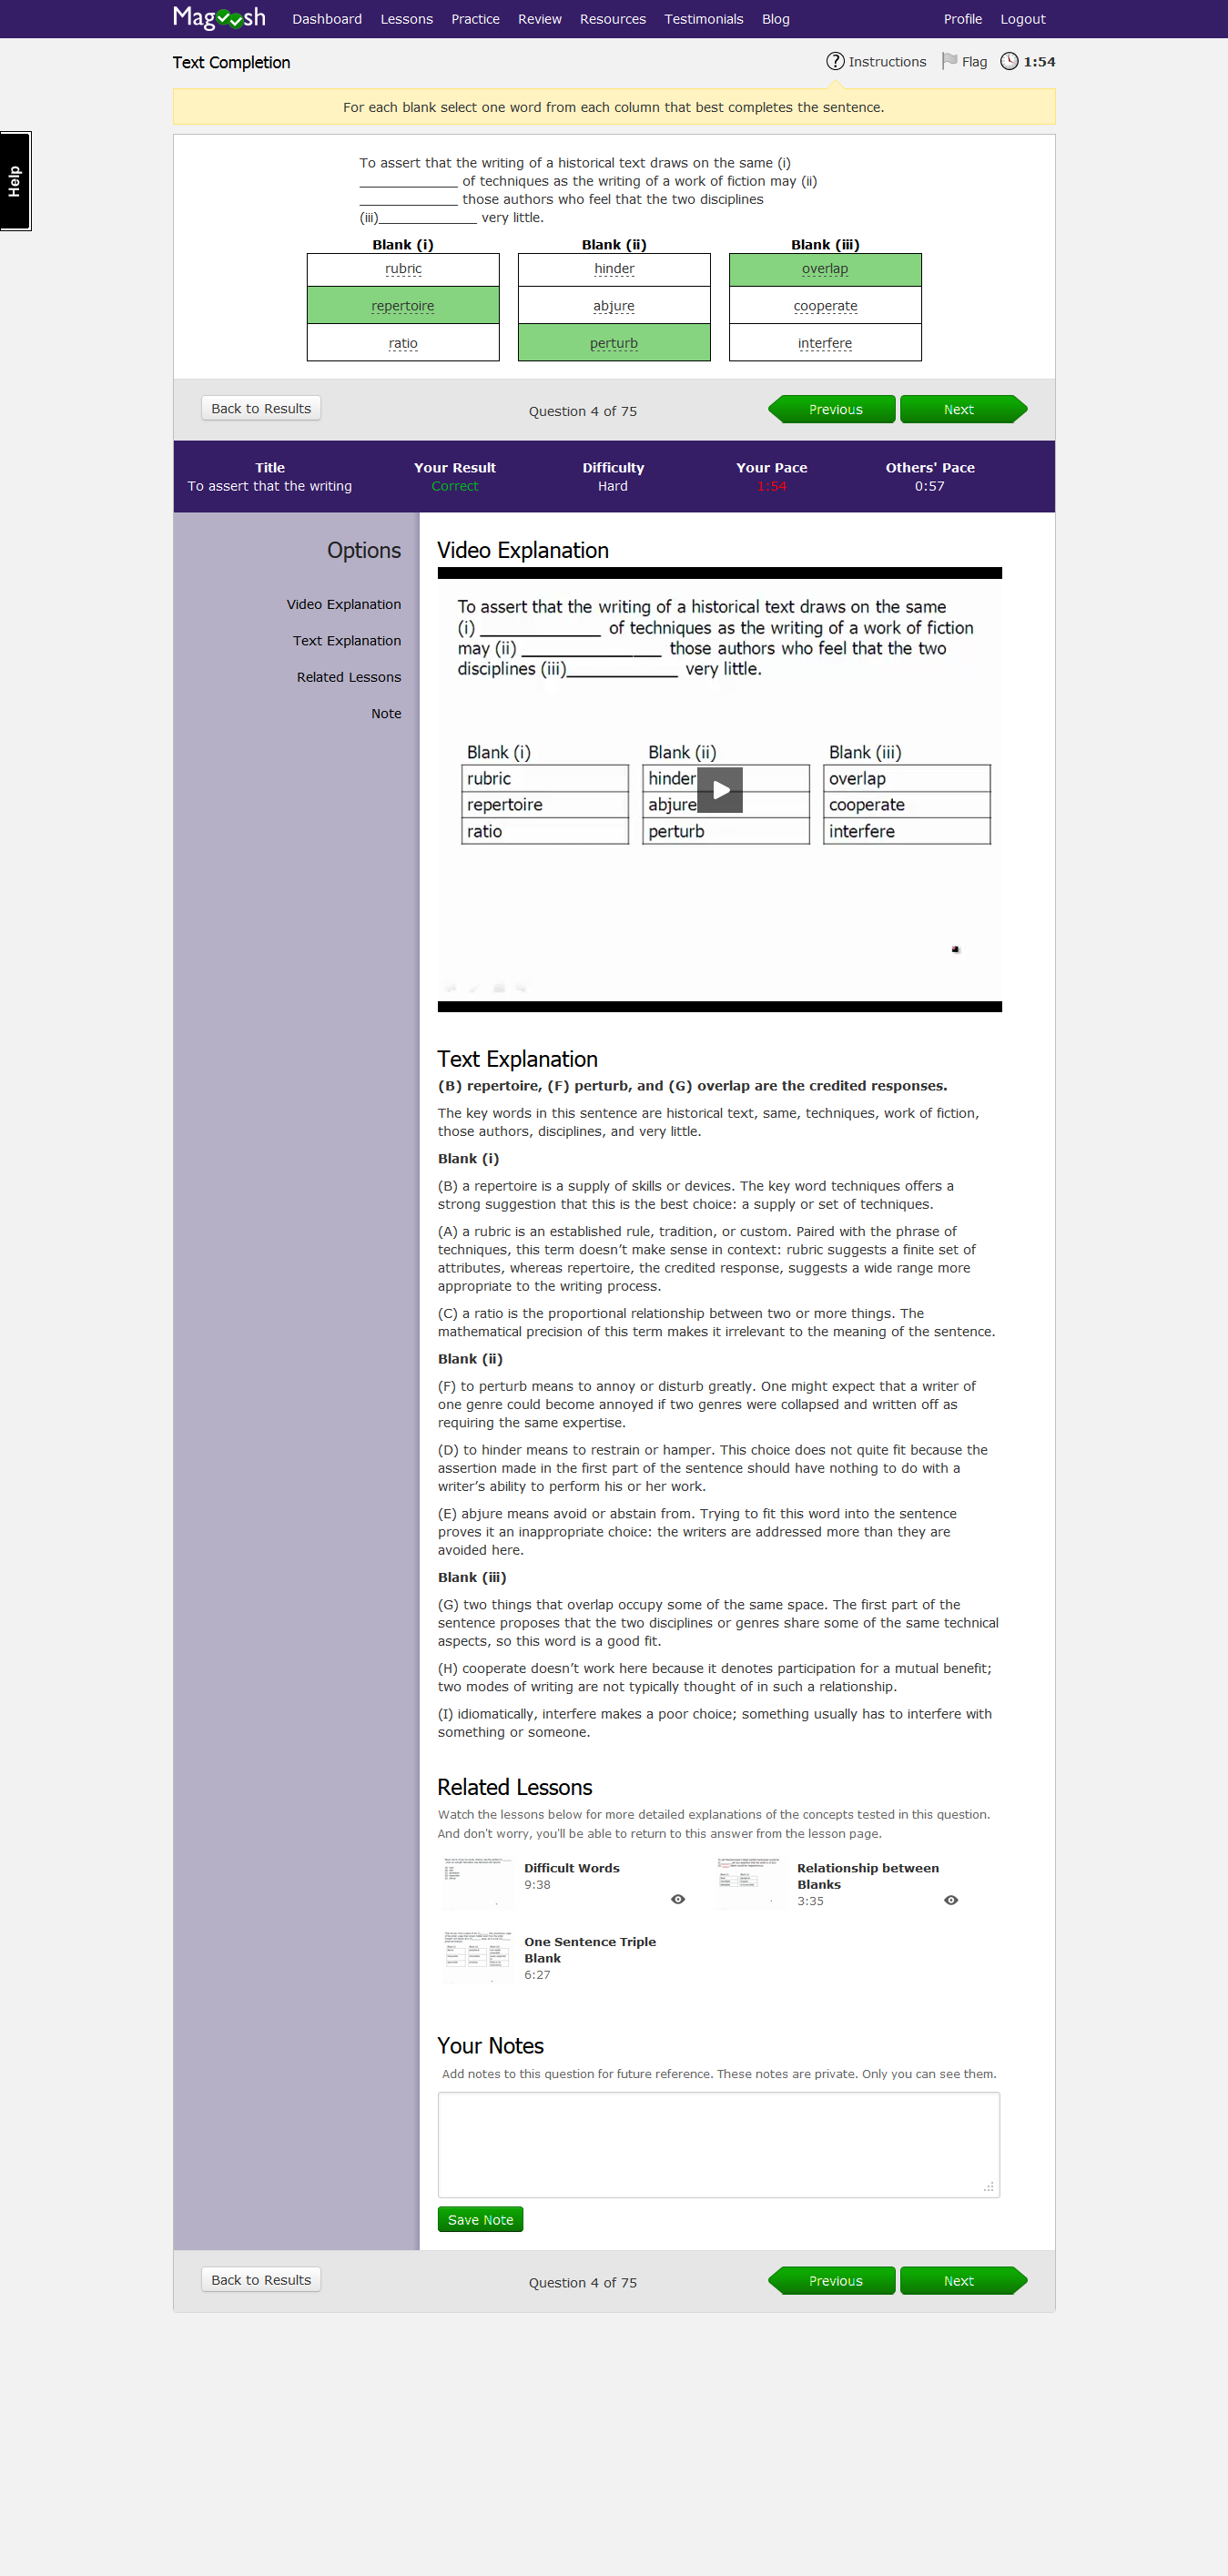 Magoosh
Dashboard Lessons Practice Review Resources Testimonials Blog Profile Logout
Text Completion
? Instructions Flag 1:54
For each blank select one word from each column that best completes the sentence.
Help
To assert that the writing of a historical text draws on the same (i)
______________ of techniques as the writing of a work of fiction may (ii)
______________ those authors who feel that the two disciplines
(iii)______________ very little.
Blank (i) Blank (ii) Blank (iii)
rubric hinder overlap
repertoire abjure cooperate
ratio perturb interfere
Back to Results Question 4 of 75 Previous Next
Title Your Result Difficulty Your Pace Others' Pace
To assert that the writing Correct Hard 1:54 0:57
Options
Video Explanation
Text Explanation
Related Lessons
Note
Video Explanation
To assert that the writing of a historical text draws on the same
(i) ______________ of techniques as the writing of a work of fiction
may (ii) ________________ those authors who feel that the two
disciplines (iii)_____________ very little.
Blank (i) Blank (ii) Blank (iii)
rubric hinder overlap
repertoire abjure cooperate
ratio perturb interfere
Text Explanation
(B) repertoire, (F) perturb, and (G) overlap are the credited responses.
The key words in this sentence are historical text, same, techniques, work of fiction,
those authors, disciplines, and very little.
Blank (i)
(B) a repertoire is a supply of skills or devices. The key word techniques offers a
strong suggestion that this is the best choice: a supply or set of techniques.
(A) a rubric is an established rule, tradition, or custom. Paired with the phrase of
techniques, this term doesn’t make sense in context: rubric suggests a finite set of
attributes, whereas repertoire, the credited response, suggests a wide range more
appropriate to the writing process.
(C) a ratio is the proportional relationship between two or more things. The
mathematical precision of this term makes it irrelevant to the meaning of the sentence.
Blank (ii)
(F) to perturb means to annoy or disturb greatly. One might expect that a writer of
one genre could become annoyed if two genres were collapsed and written off as
requiring the same expertise.
(D) to hinder means to restrain or hamper. This choice does not quite fit because the
assertion made in the first part of the sentence should have nothing to do with a
writer’s ability to perform his or her work.
(E) abjure means avoid or abstain from. Trying to fit this word into the sentence
proves it an inappropriate choice: the writers are addressed more than they are
avoided here.
Blank (iii)
(G) two things that overlap occupy some of the same space. The first part of the
sentence proposes that the two disciplines or genres share some of the same technical
aspects, so this word is a good fit.
(H) cooperate doesn’t work here because it denotes participation for a mutual benefit;
two modes of writing are not typically thought of in such a relationship.
(I) idiomatically, interfere makes a poor choice; something usually has to interfere with
something or someone.
Related Lessons
Watch the lessons below for more detailed explanations of the concepts tested in this question.
And don't worry, you'll be able to return to this answer from the lesson page.
Difficult Words
9:38
Relationship between
Blanks
3:35
One Sentence Triple
Blank
6:27
Your Notes
Add notes to this question for future reference. These notes are private. Only you can see them.
Save Note
Back to Results Question 4 of 75 Previous Next